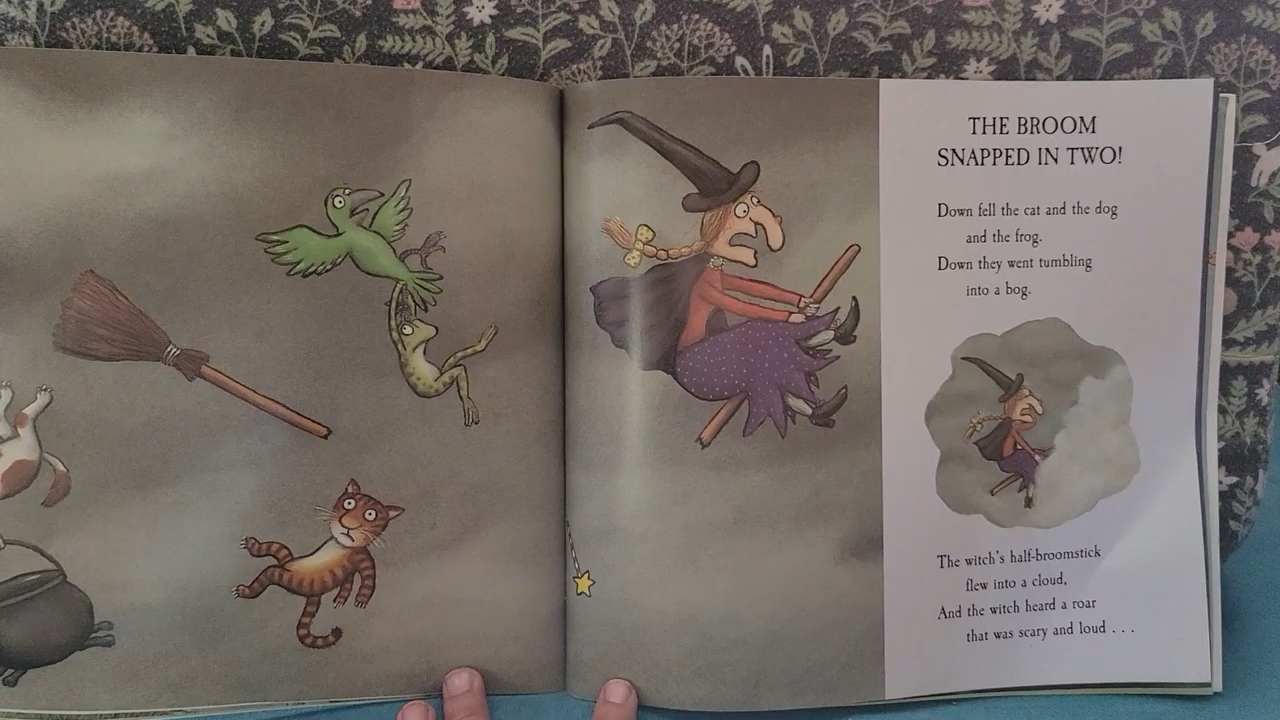 THE BROOM
SNAPPED IN TWO!
Down fell the cat and the dog
and the frog.
Down they went tumbling
into a bog.
The witch's half-broomstick
flew into a cloud,
And the witch heard a roar
that was scary and loud . . .